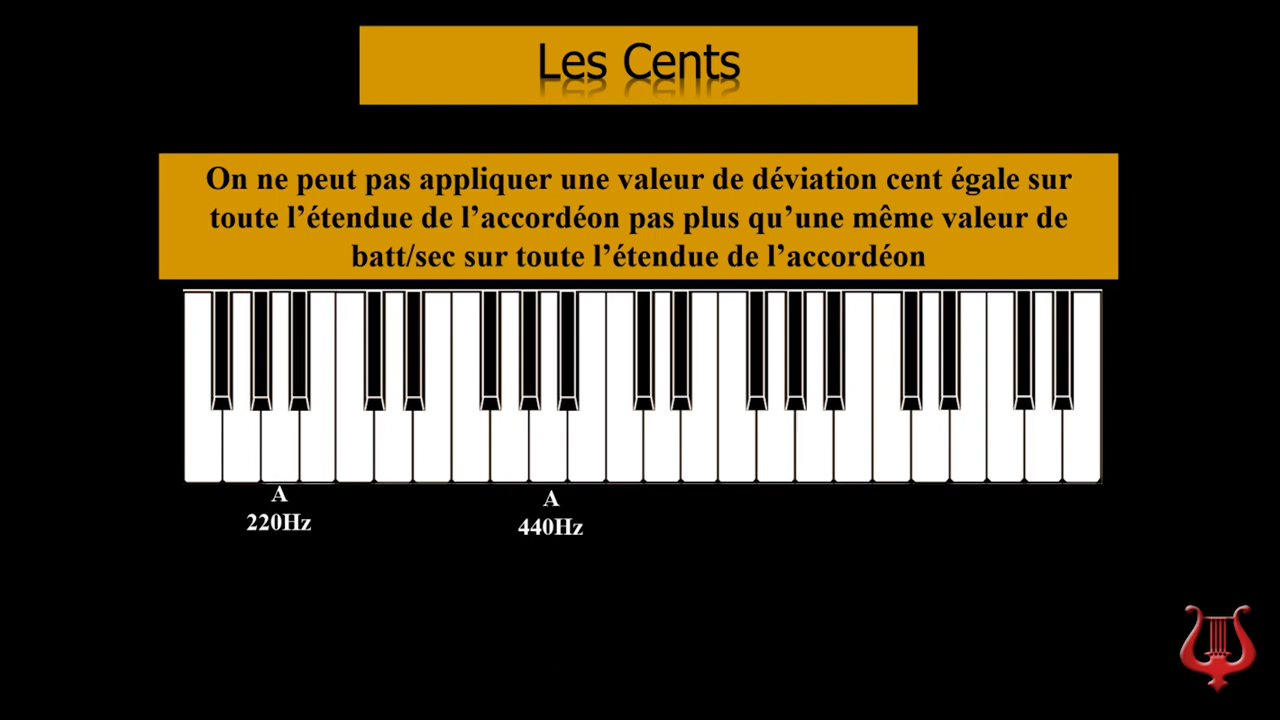 Les Cents
On ne peut pas appliquer une valeur de déviation cent égale sur
toute l’étendue de l’accordéon pas plus qu’une même valeur de
batt/sec sur toute l’étendue de l’accordéon
A
220Hz
A
440Hz